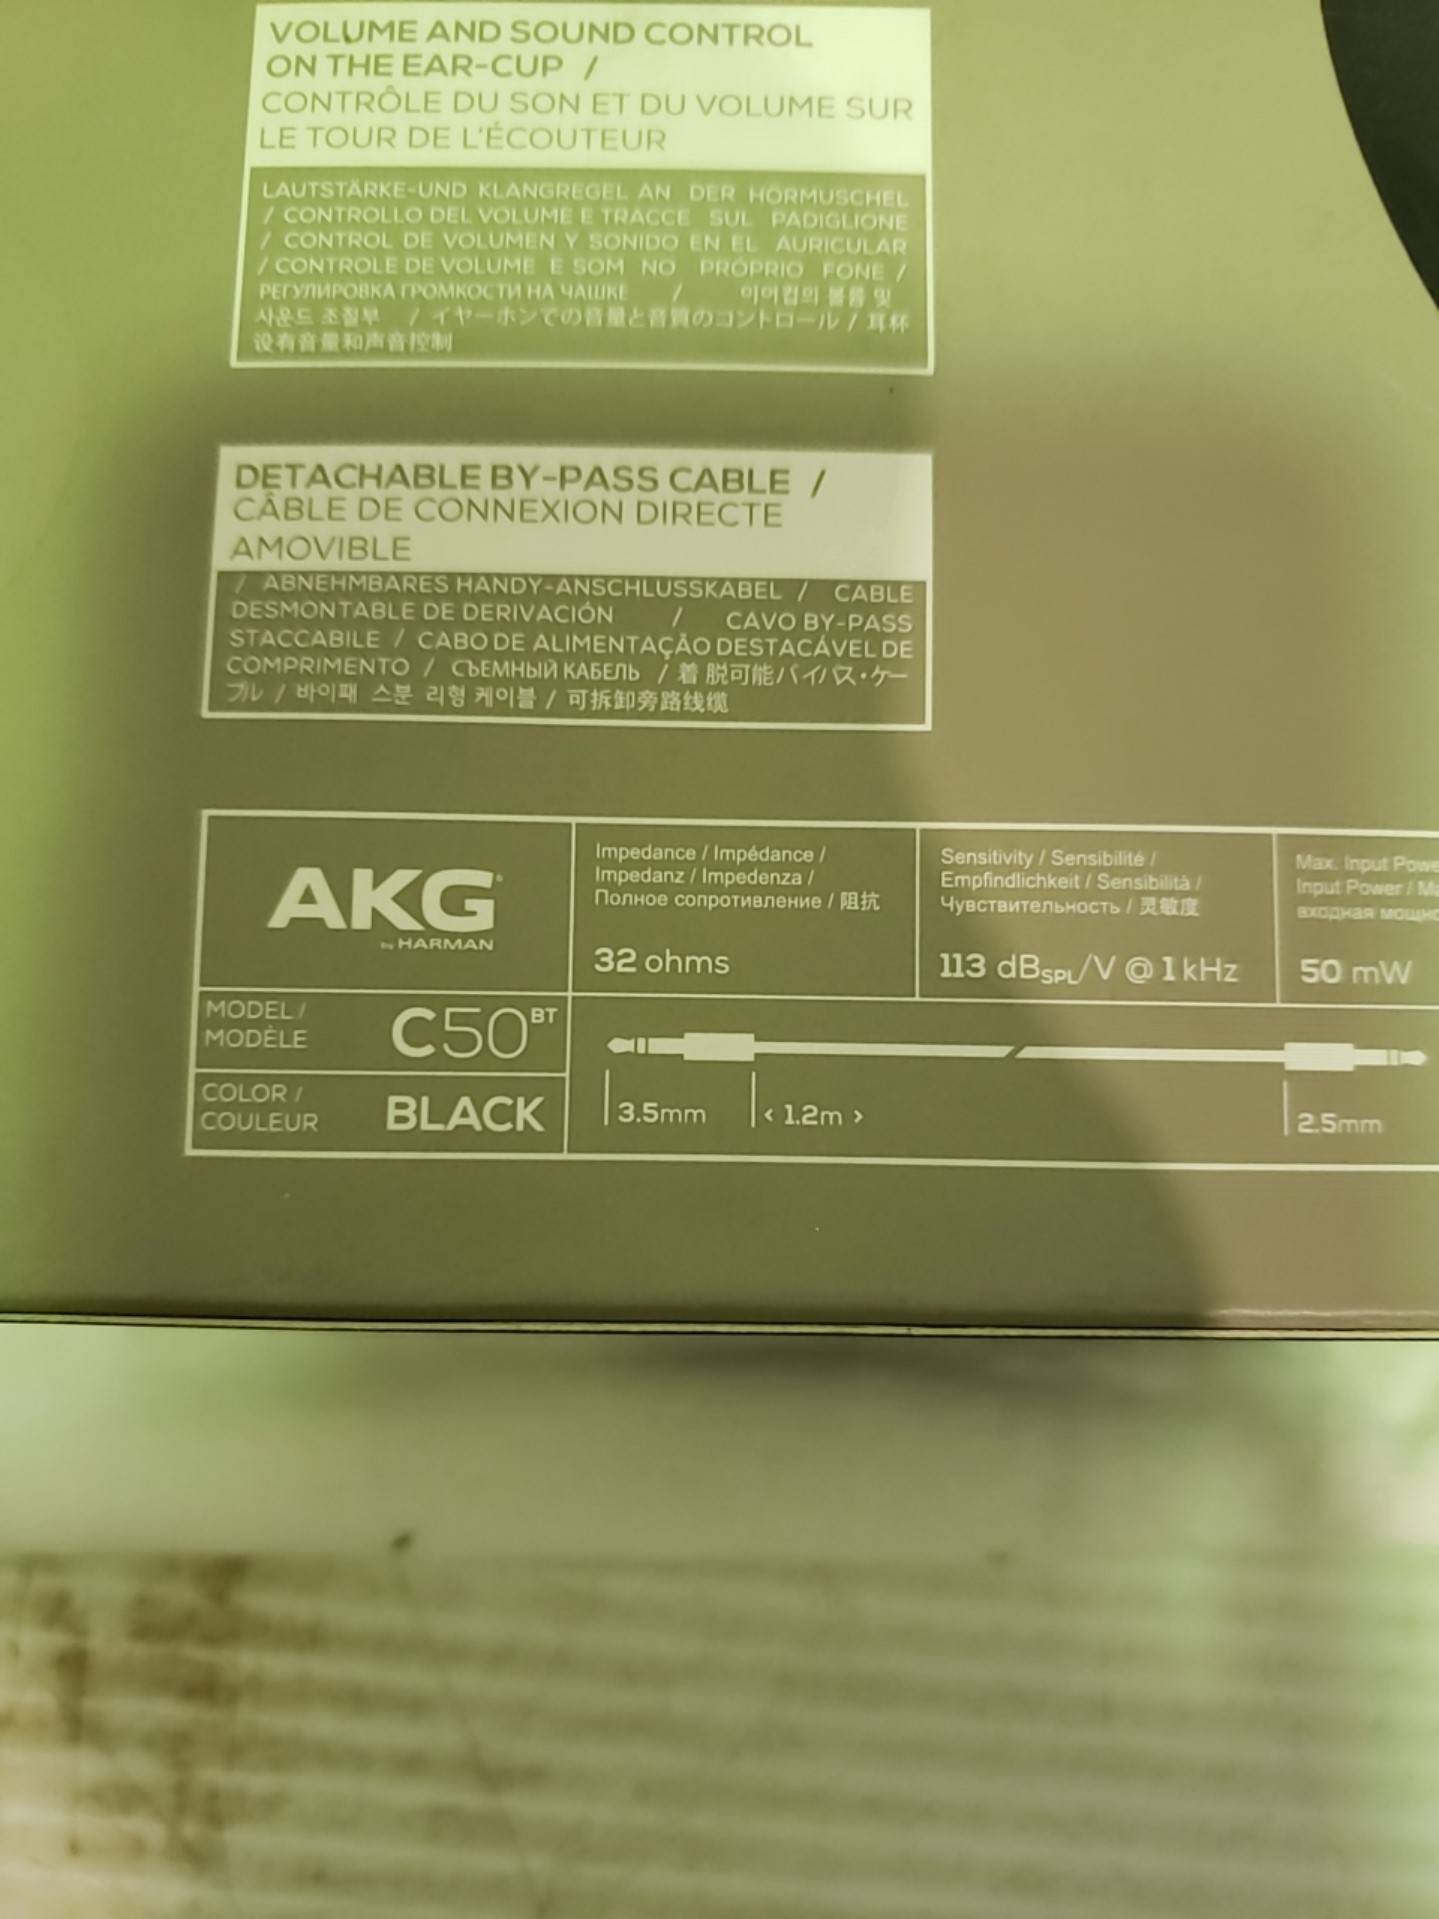 VOLUME AND SOUND CONTROL
ON THE EAR-CUP /
CONTRÔLE DU SON ET DU VOLUME SUR
LE TOUR DE L'ÉCOUTEUR
LAUTSTÄRKE-UND KLANGREGEL AN DER HÖRMUSCHEL
/ CONTROLLO DEL VOLUME E TRACCE SUL PADIGLIONE
/ CONTROL DE VOLUMEN Y SONIDO EN EL AURICULAR
/ CONTROLE DE VOLUME E SOM NO PRÓPRIO FONE /
РЕГУЛИРОВКА ГРОМКОСТИ НА ЧАШКЕ / 이어컵의 볼륨 및
사운드 조절부 / イヤーホンでの音量と音質のコントロール / 耳杯
设有音量和声音控制
DETACHABLE BY-PASS CABLE /
CÂBLE DE CONNEXION DIRECTE
AMOVIBLE
/ ABNEHMBARES HANDY-ANSCHLUSSKABEL / CABLE
DESMONTABLE DE DERIVACIÓN / CAVO BY-PASS
STACCABILE / CABO DE ALIMENTAÇÃO DESTACÁVEL DE
COMPRIMENTO / СЪЕМНЫЙ КАБЕЛЬ / 着 脱可能バイパス・ケー
ブル / 바이패 스분 리형 케이블 / 可拆卸旁路线缆
AKG®
by HARMAN
Impedance / Impédance /
Impedanz / Impedenza /
Полное сопротивление / 阻抗
32 ohms
Sensitivity / Sensibilité /
Empfindlichkeit / Sensibilità /
Чувствительность / 灵敏度
113 dBSPL/V @ 1 kHz
Max. Input Powe
Input Power / Ma
входная мощно
50 mW
MODEL /
MODÈLE
C50BT
COLOR /
COULEUR
BLACK
3.5mm
‹ 1.2m ›
2.5mm